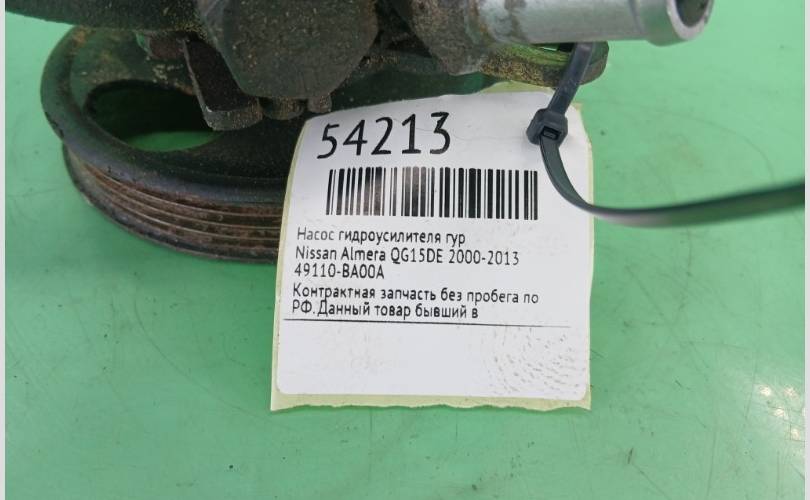 54213
Насос гидроусилителя гур
Nissan Almera QG15DE 2000-2013
49110-BA00A
Контрактная запчасть без пробега по
РФ. Данный товар бывший в